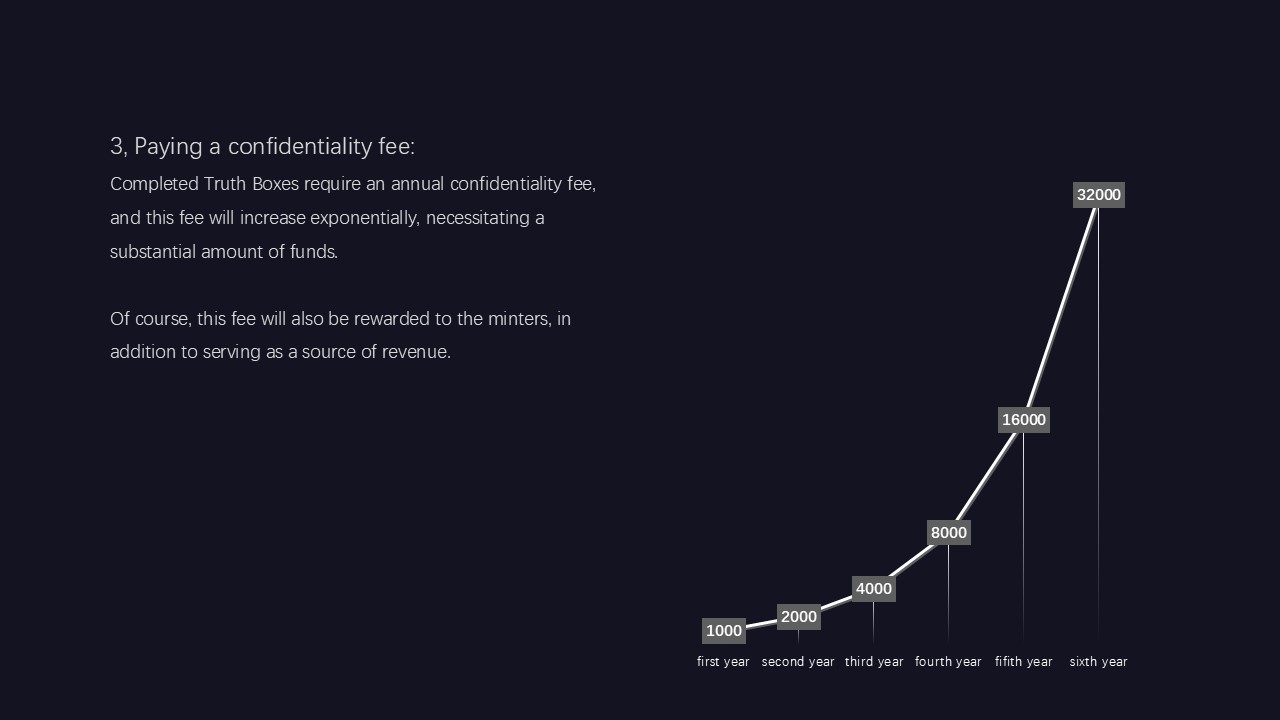 3, Paying a confidentiality fee:
Completed Truth Boxes require an annual confidentiality fee,
and this fee will increase exponentially, necessitating a
substantial amount of funds.
Of course, this fee will also be rewarded to the minters, in
addition to serving as a source of revenue.
32000
16000
8000
4000
2000
1000
first year second year third year fourth year fifith year sixth year